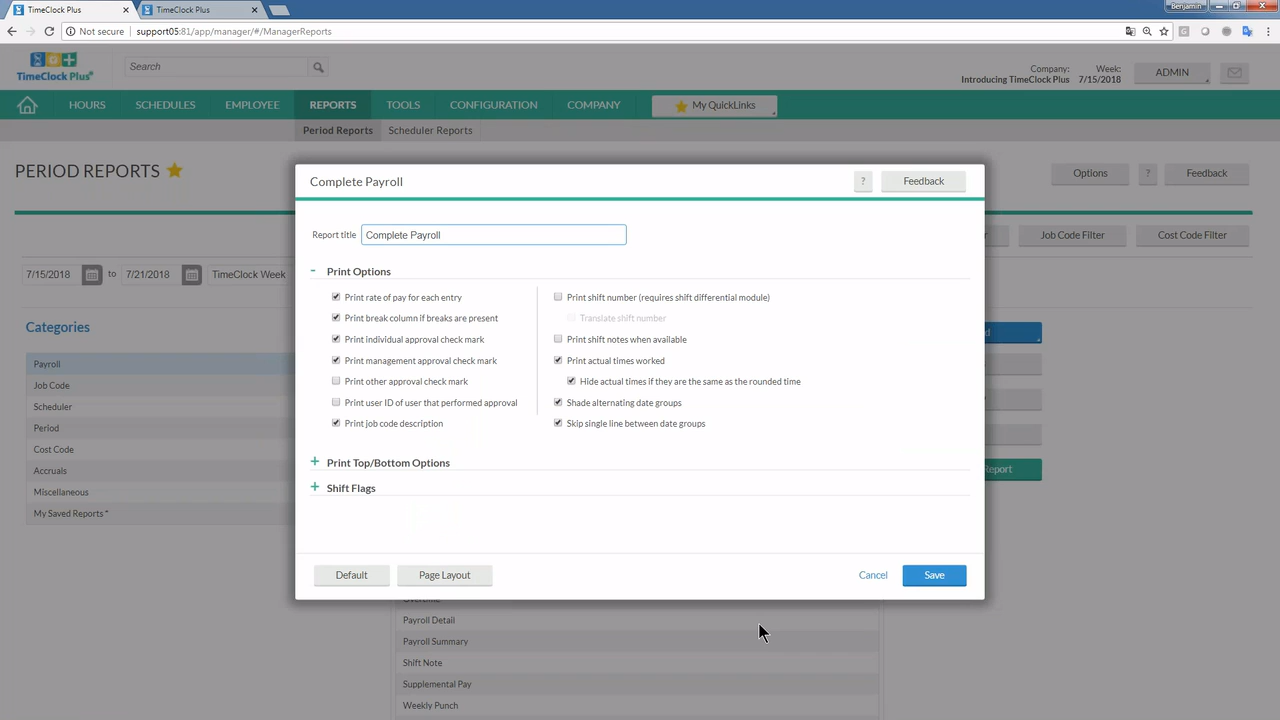 TimeClock Plus
TimeClock Plus
Benjamin
Not secure | support05:81/app/manager/#/ManagerReports
TimeClock Plus
Search
Company:
Introducing TimeClock Plus
Week:
7/15/2018
ADMIN
HOURS
SCHEDULES
EMPLOYEE
REPORTS
TOOLS
CONFIGURATION
COMPANY
My QuickLinks
Period Reports
Scheduler Reports
PERIOD REPORTS
Options
?
Feedback
Job Code Filter
Cost Code Filter
7/15/2018 to 7/21/2018 TimeClock Week
Categories
Payroll
Job Code
Scheduler
Period
Cost Code
Accruals
Miscellaneous
My Saved Reports *
Complete Payroll
?
Feedback
Report title Complete Payroll
- Print Options
Print rate of pay for each entry
Print break column if breaks are present
Print individual approval check mark
Print management approval check mark
Print other approval check mark
Print user ID of user that performed approval
Print job code description
Print shift number (requires shift differential module)
Translate shift number
Print shift notes when available
Print actual times worked
Hide actual times if they are the same as the rounded time
Shade alternating date groups
Skip single line between date groups
+ Print Top/Bottom Options
+ Shift Flags
Default
Page Layout
Cancel
Save
Report
Payroll Detail
Payroll Summary
Shift Note
Supplemental Pay
Weekly Punch